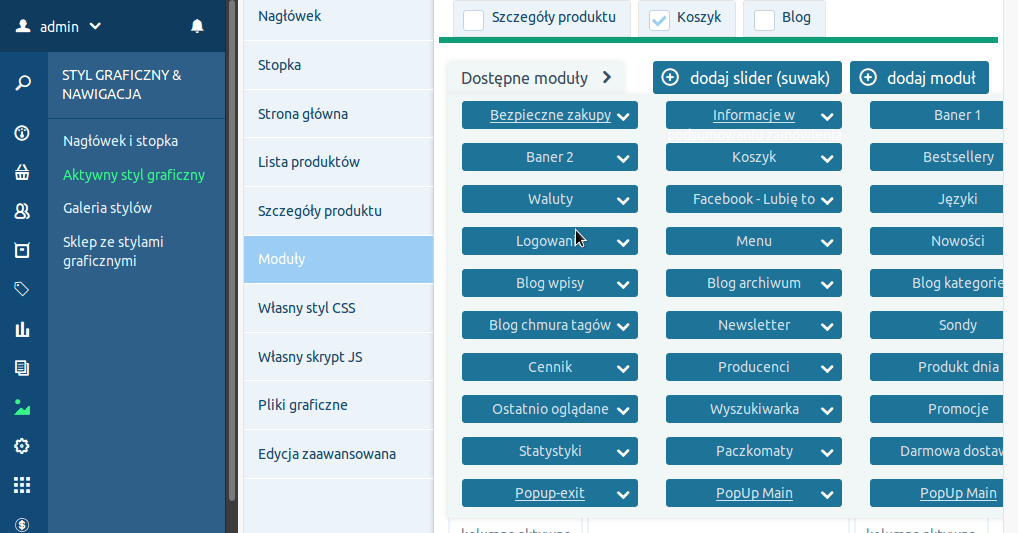 admin
STYL GRAFICZNY &
NAWIGACJA
Nagłówek i stopka
Aktywny styl graficzny
Galeria stylów
Sklep ze stylami
graficznymi
Nagłówek
Stopka
Strona główna
Lista produktów
Szczegóły produktu
Moduły
Własny styl CSS
Własny skrypt JS
Pliki graficzne
Edycja zaawansowana
Szczegóły produktu Koszyk Blog
Dostępne moduły dodaj slider (suwak) dodaj moduł
Bezpieczne zakupy Informacje w Baner 1
Baner 2 Koszyk Bestsellery
Waluty Facebook - Lubię to Języki
Logowanie Menu Nowości
Blog wpisy Blog archiwum Blog kategorie
Blog chmura tagów Newsletter Sondy
Cennik Producenci Produkt dnia
Ostatnio oglądane Wyszukiwarka Promocje
Statystyki Paczkomaty Darmowa dostaw
Popup-exit PopUp Main PopUp Main